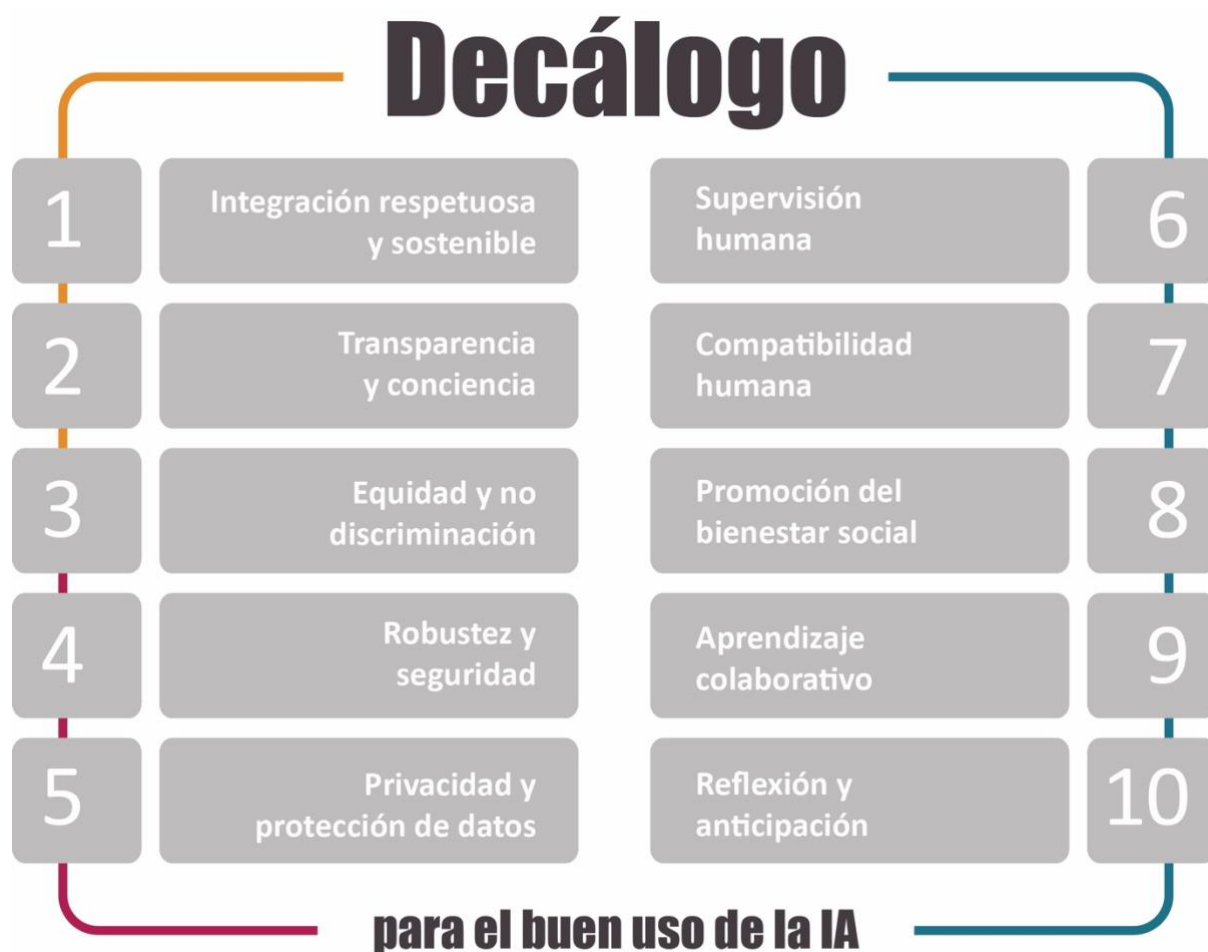 Decálogo
1
Integración respetuosa
y sostenible
2
Transparencia
y conciencia
3
Equidad y no
discriminación
4
Robustez y
seguridad
5
Privacidad y
protección de datos
Supervisión
humana
6
Compatibilidad
humana
7
Promoción del
bienestar social
8
Aprendizaje
colaborativo
9
Reflexión y
anticipación
10
para el buen uso de la IA